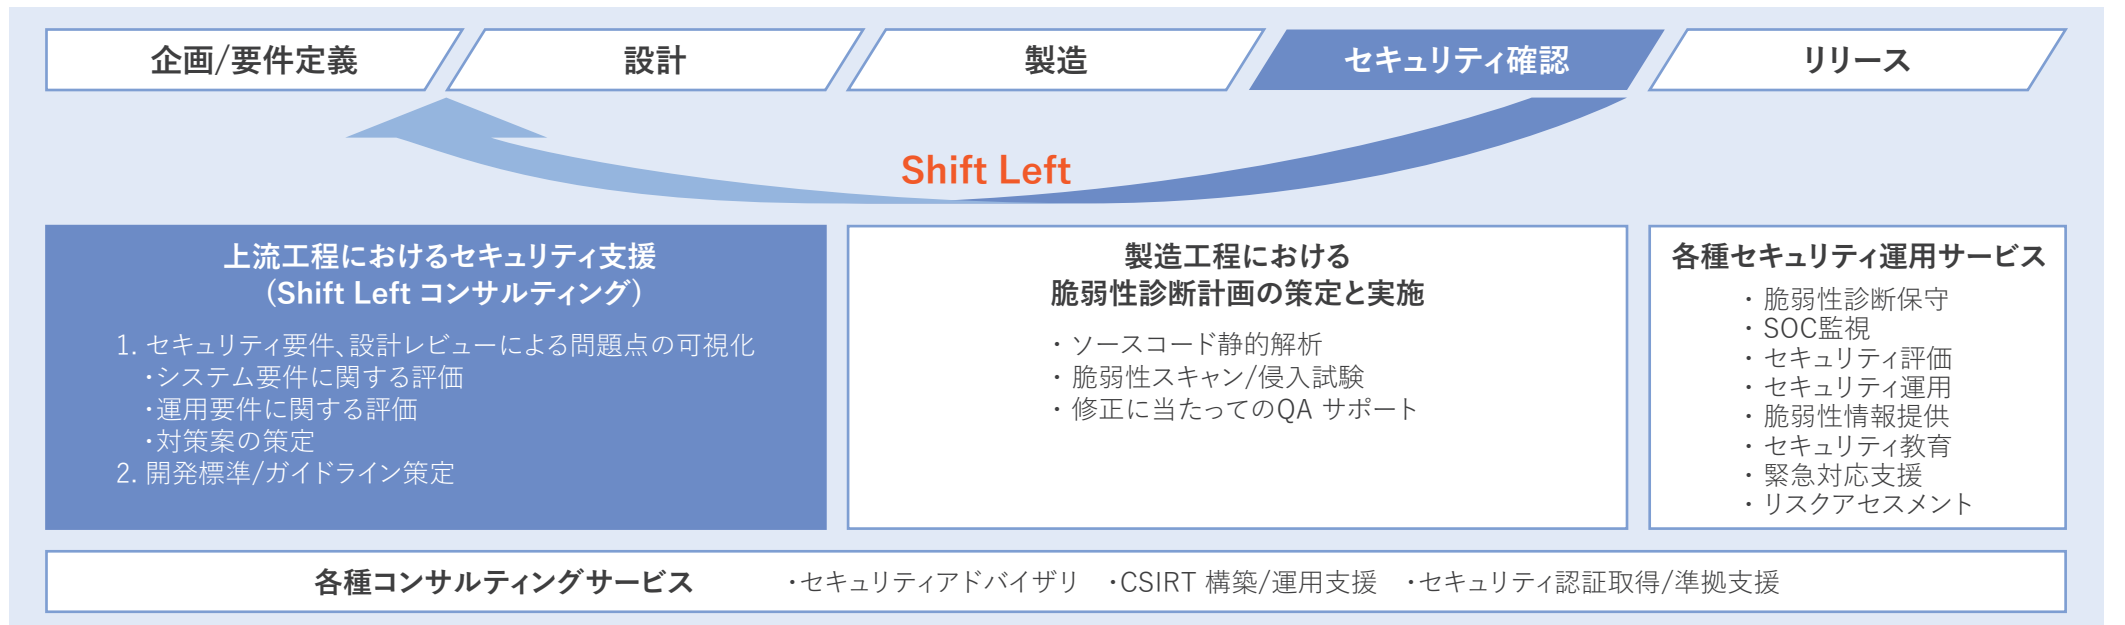 企画/要件定義
設計
製造
セキュリティ確認
リリース
Shift Left
上流工程におけるセキュリティ支援
(Shift Left コンサルティング)
1. セキュリティ要件、設計レビューによる問題点の可視化
・システム要件に関する評価
・運用要件に関する評価
・対策案の策定
2. 開発標準/ガイドライン策定
製造工程における
脆弱性診断計画の策定と実施
・ソースコード静的解析
・脆弱性スキャン/侵入試験
・修正に当たってのQA サポート
各種セキュリティ運用サービス
・脆弱性診断保守
・SOC監視
・セキュリティ評価
・セキュリティ運用
・脆弱性情報提供
・セキュリティ教育
・緊急対応支援
・リスクアセスメント
各種コンサルティングサービス ・セキュリティアドバイザリ ・CSIRT 構築/運用支援 ・セキュリティ認証取得/準拠支援